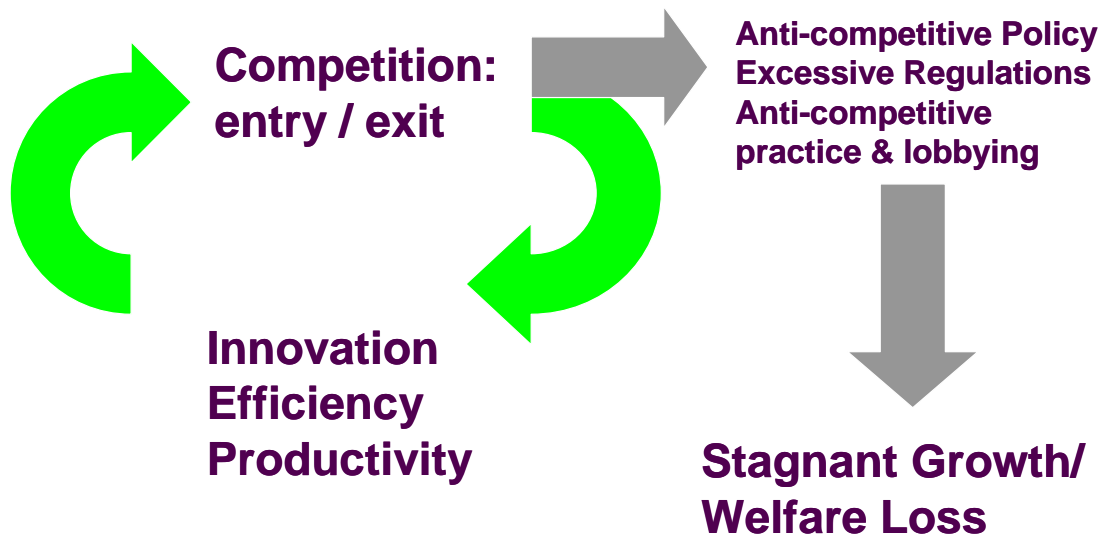 Competition:
entry / exit
Anti-competitive Policy
Excessive Regulations
Anti-competitive
practice & lobbying
Innovation
Efficiency
Productivity
Stagnant Growth/
Welfare Loss